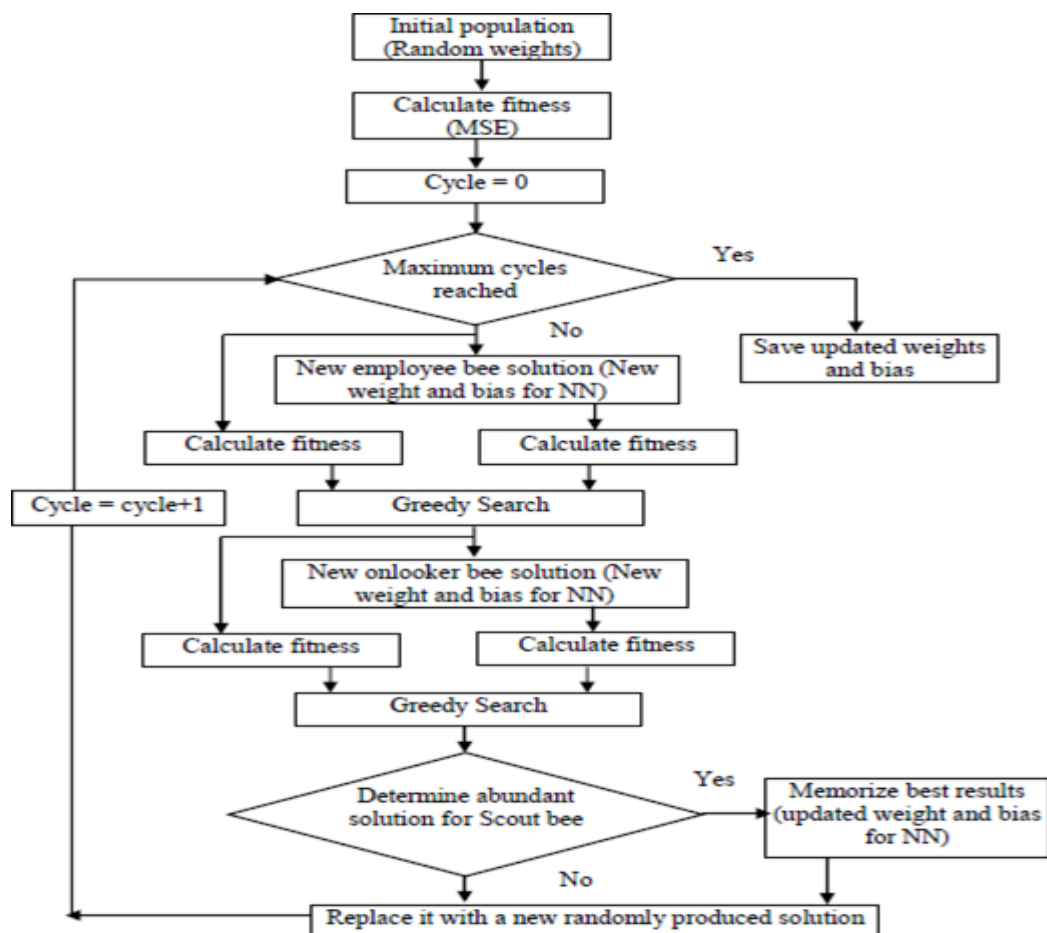 Initial population
(Random weights)
Calculate fitness
(MSE)
Cycle = 0
Maximum cycles
reached
Yes
No
Save updated weights
and bias
New employee bee solution (New
weight and bias for NN)
Calculate fitness
Calculate fitness
Cycle = cycle+1
Greedy Search
New onlooker bee solution (New
weight and bias for NN)
Calculate fitness
Calculate fitness
Greedy Search
Determine abundant
solution for Scout bee
Yes
Memorize best results
(updated weight and bias
for NN)
No
Replace it with a new randomly produced solution